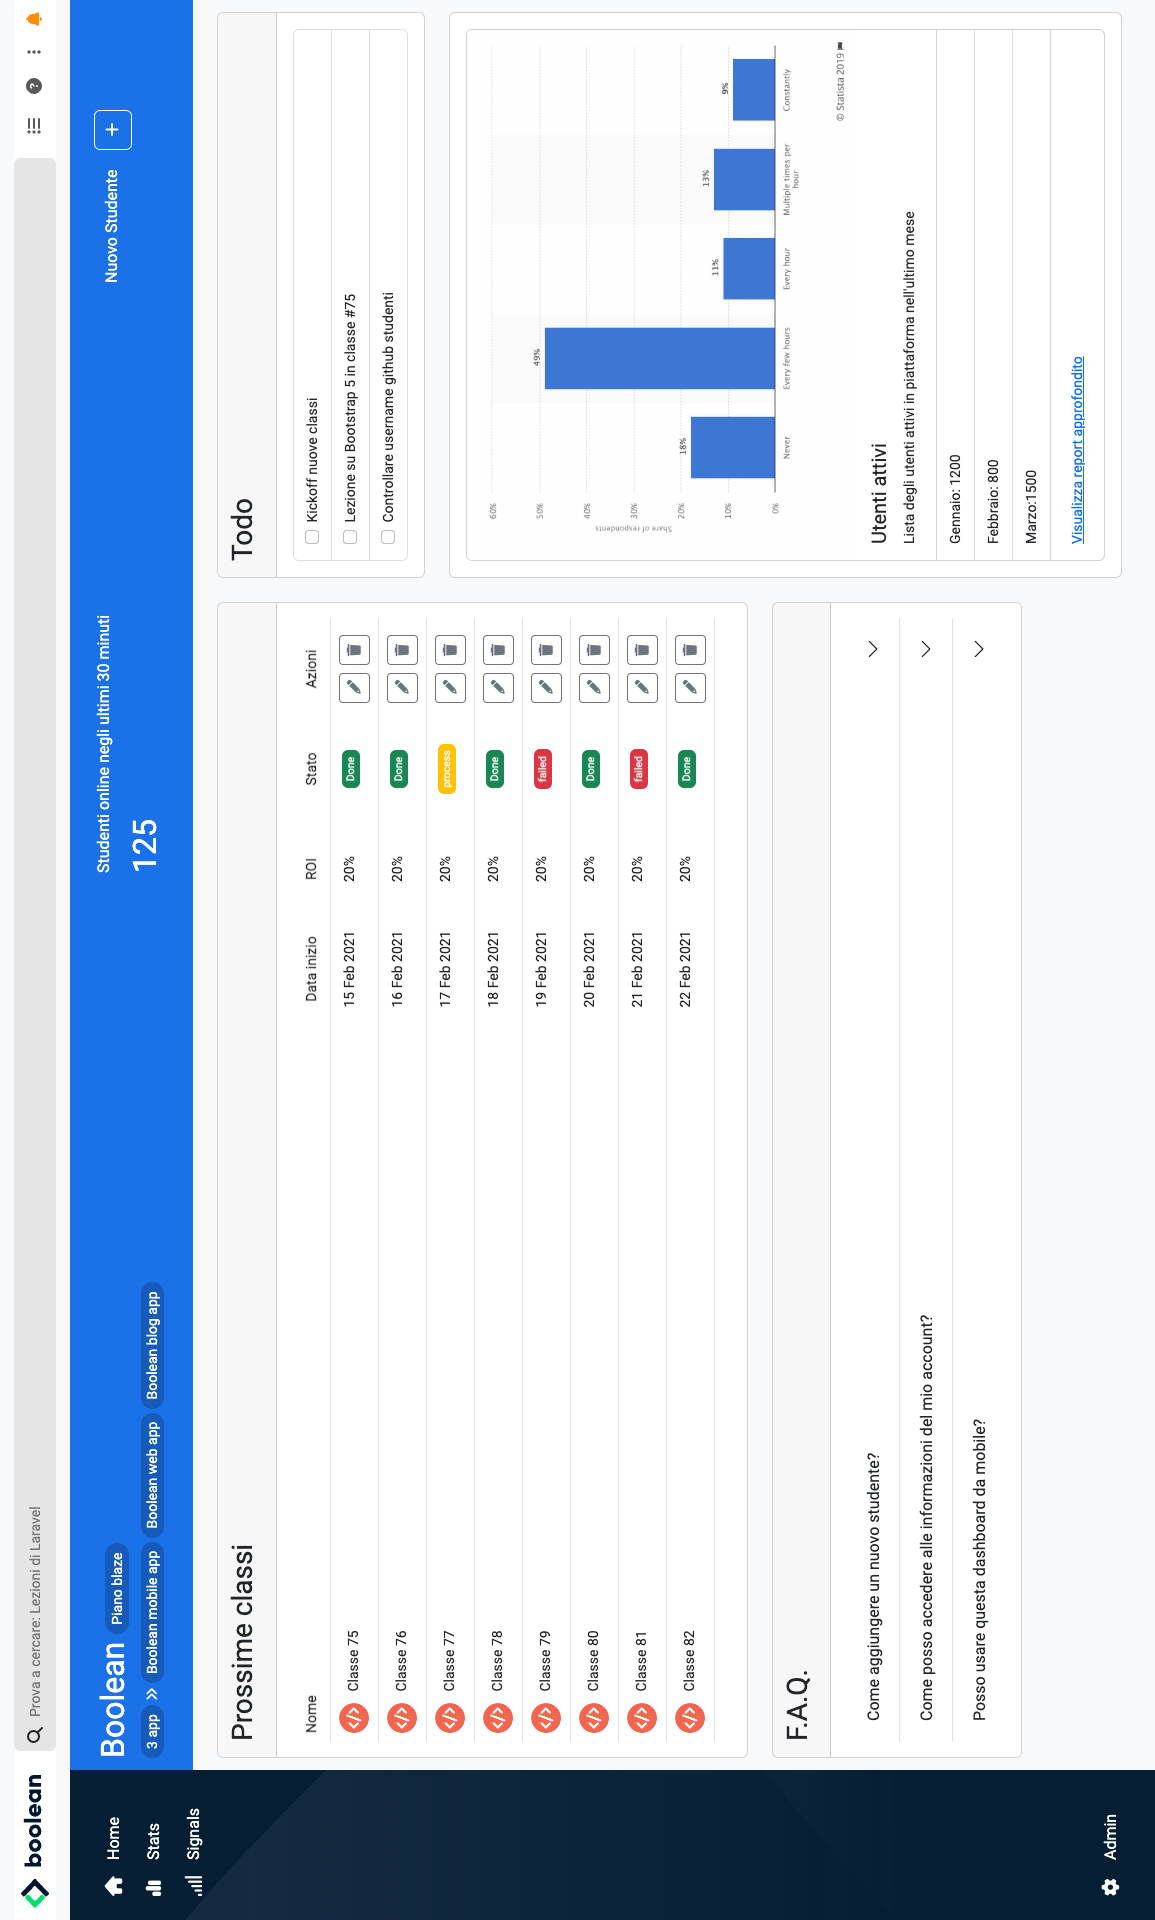 boolean
Prova a cercare: Lezioni di Laravel
Home
Stats
Signals
Admin
Boolean
Piano blaze
3 app
Boolean mobile app
Boolean web app
Boolean blog app
Studenti online negli ultimi 30 minuti
125
Nuovo Studente
+
Prossime classi
Nome Data inizio ROI Stato Azioni
Classe 75 15 Feb 2021 20% Done
Classe 76 16 Feb 2021 20% Done
Classe 77 17 Feb 2021 20% process
Classe 78 18 Feb 2021 20% Done
Classe 79 19 Feb 2021 20% failed
Classe 80 20 Feb 2021 20% Done
Classe 81 21 Feb 2021 20% failed
Classe 82 22 Feb 2021 20% Done
F.A.Q.
Come aggiungere un nuovo studente?
Come posso accedere alle informazioni del mio account?
Posso usare questa dashboard da mobile?
Todo
Kickoff nuove classi
Lezione su Bootstrap 5 in classe #75
Controllare username github studenti
Share of respondents
60%
50%
40%
30%
20%
10%
0%
18%
49%
11%
13%
9%
Never
Every few hours
Every hour
Multiple times per
hour
Constantly
© Statista 2019
Utenti attivi
Lista degli utenti attivi in piattaforma nell'ultimo mese
Gennaio: 1200
Febbraio: 800
Marzo:1500
Visualizza report approfondito